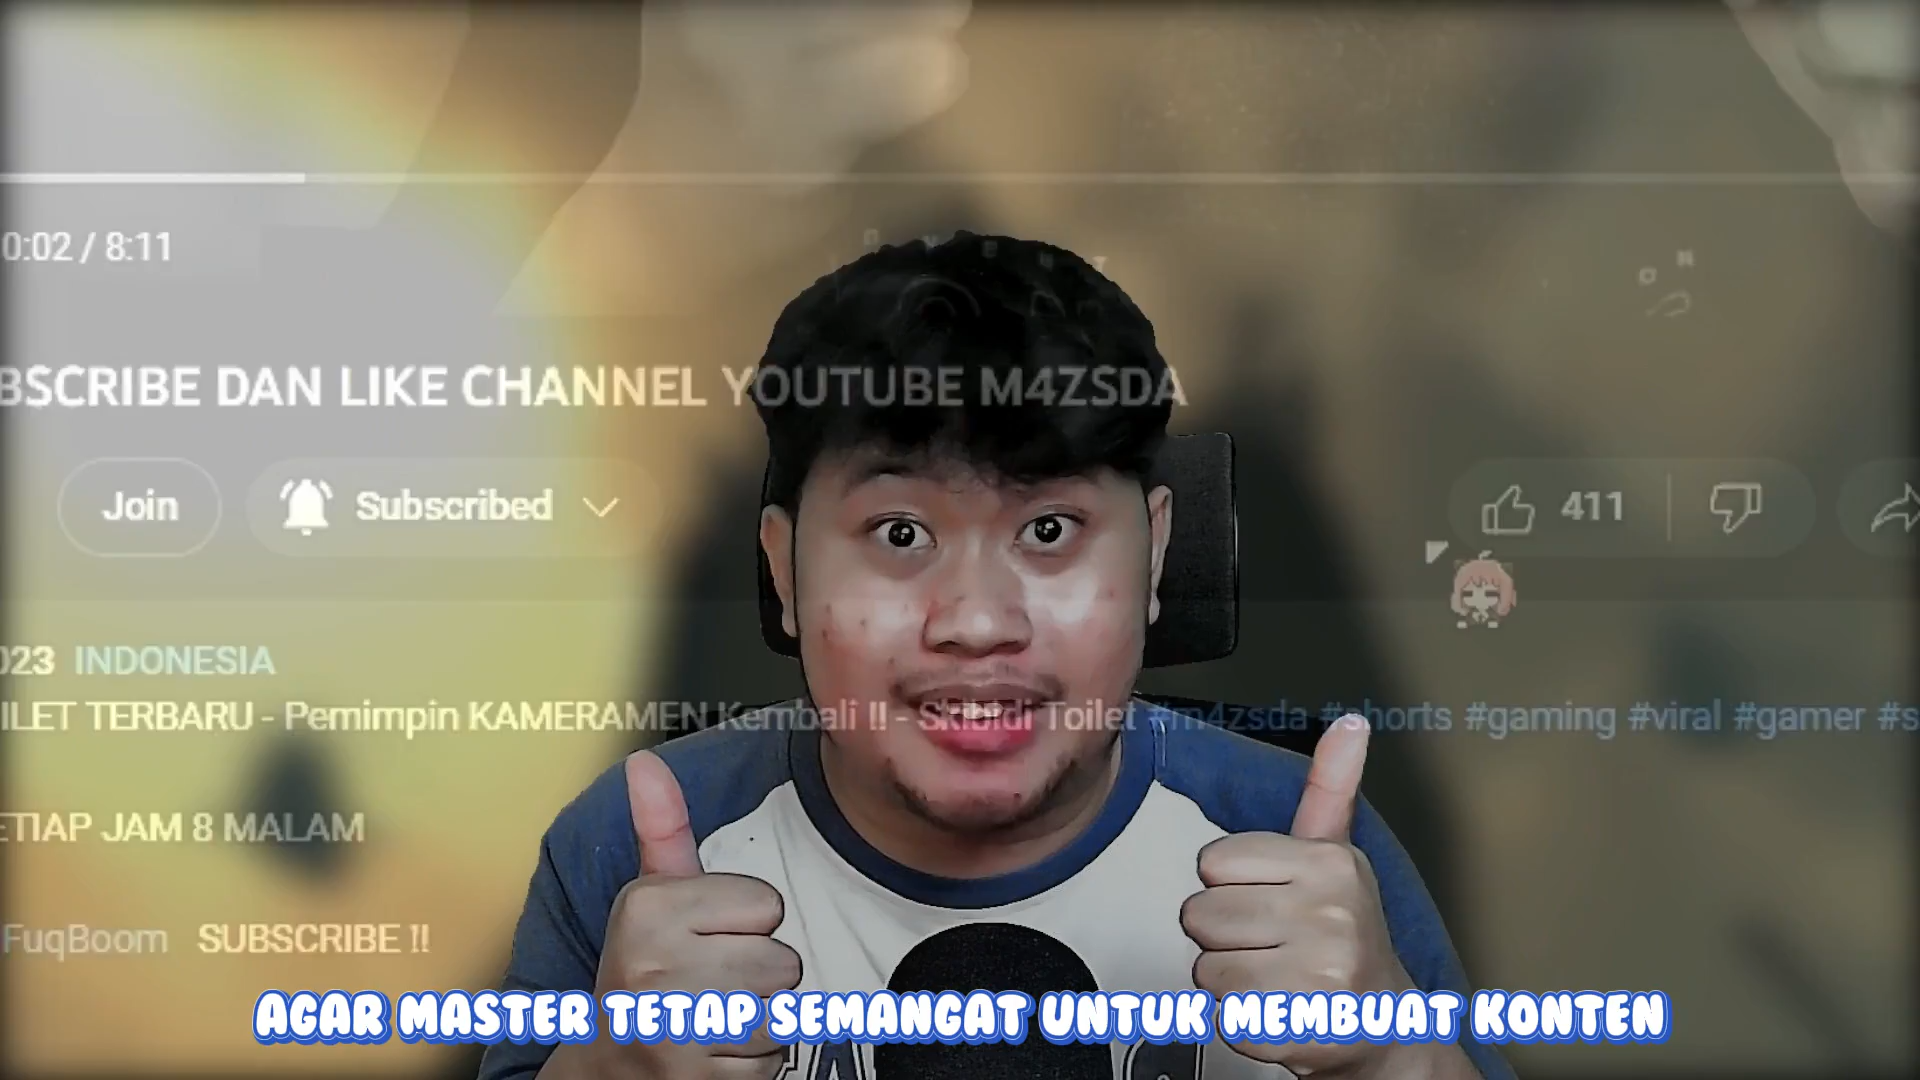 0:02 / 8:11
BSCRIBE DAN LIKE CHANNEL YOUTUBE M4ZSDA
Join
Subscribed
411
023 INDONESIA
ILET TERBARU - Pemimpin KAMERAMEN Kembali !! - Toilet #m4zsda #shorts #gaming #viral #gamer #s
ETIAP JAM 8 MALAM
FuqBoom SUBSCRIBE !!
AGAR MASTER TETAP SEMANGAT UNTUK MEMBUAT KONTEN